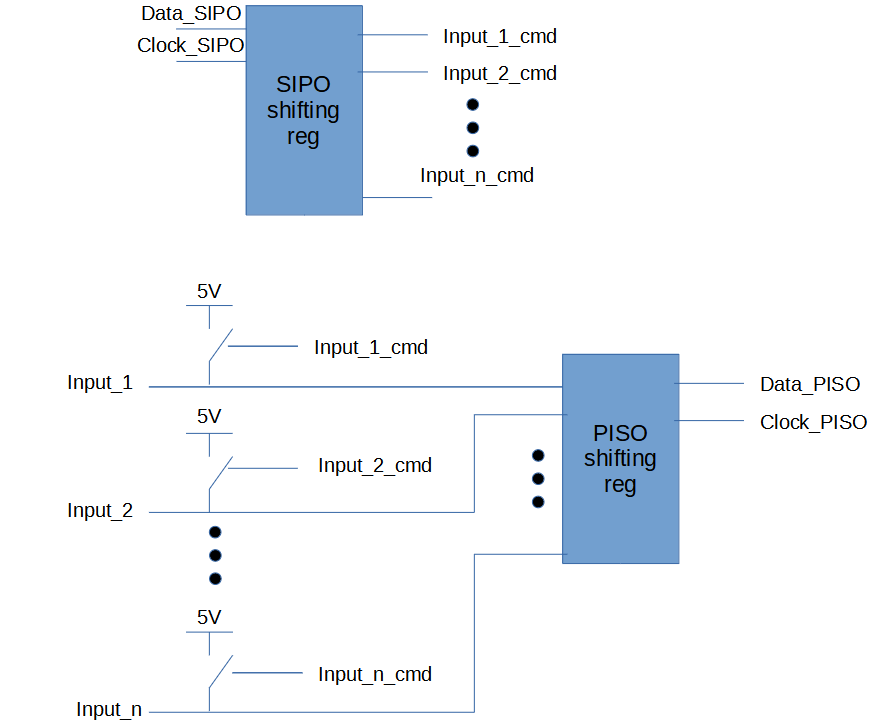 Data_SIPO
Clock_SIPO
SIPO
shifting
reg
Input_1_cmd
Input_2_cmd
Input_n_cmd
5V
Input_1_cmd
Input_1
5V
Input_2_cmd
Input_2
5V
Input_n_cmd
Input_n
PISO
shifting
reg
Data_PISO
Clock_PISO